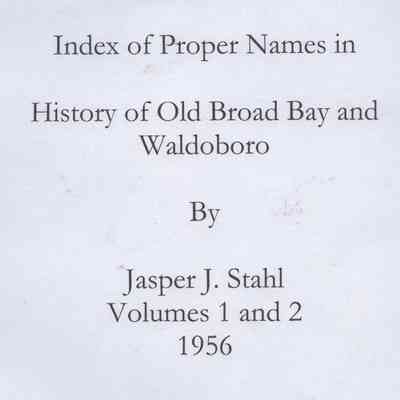 Index of Proper Names in
History of Old Broad Bay and
Waldoboro
By
Jasper J. Stahl
Volumes 1 and 2
1956